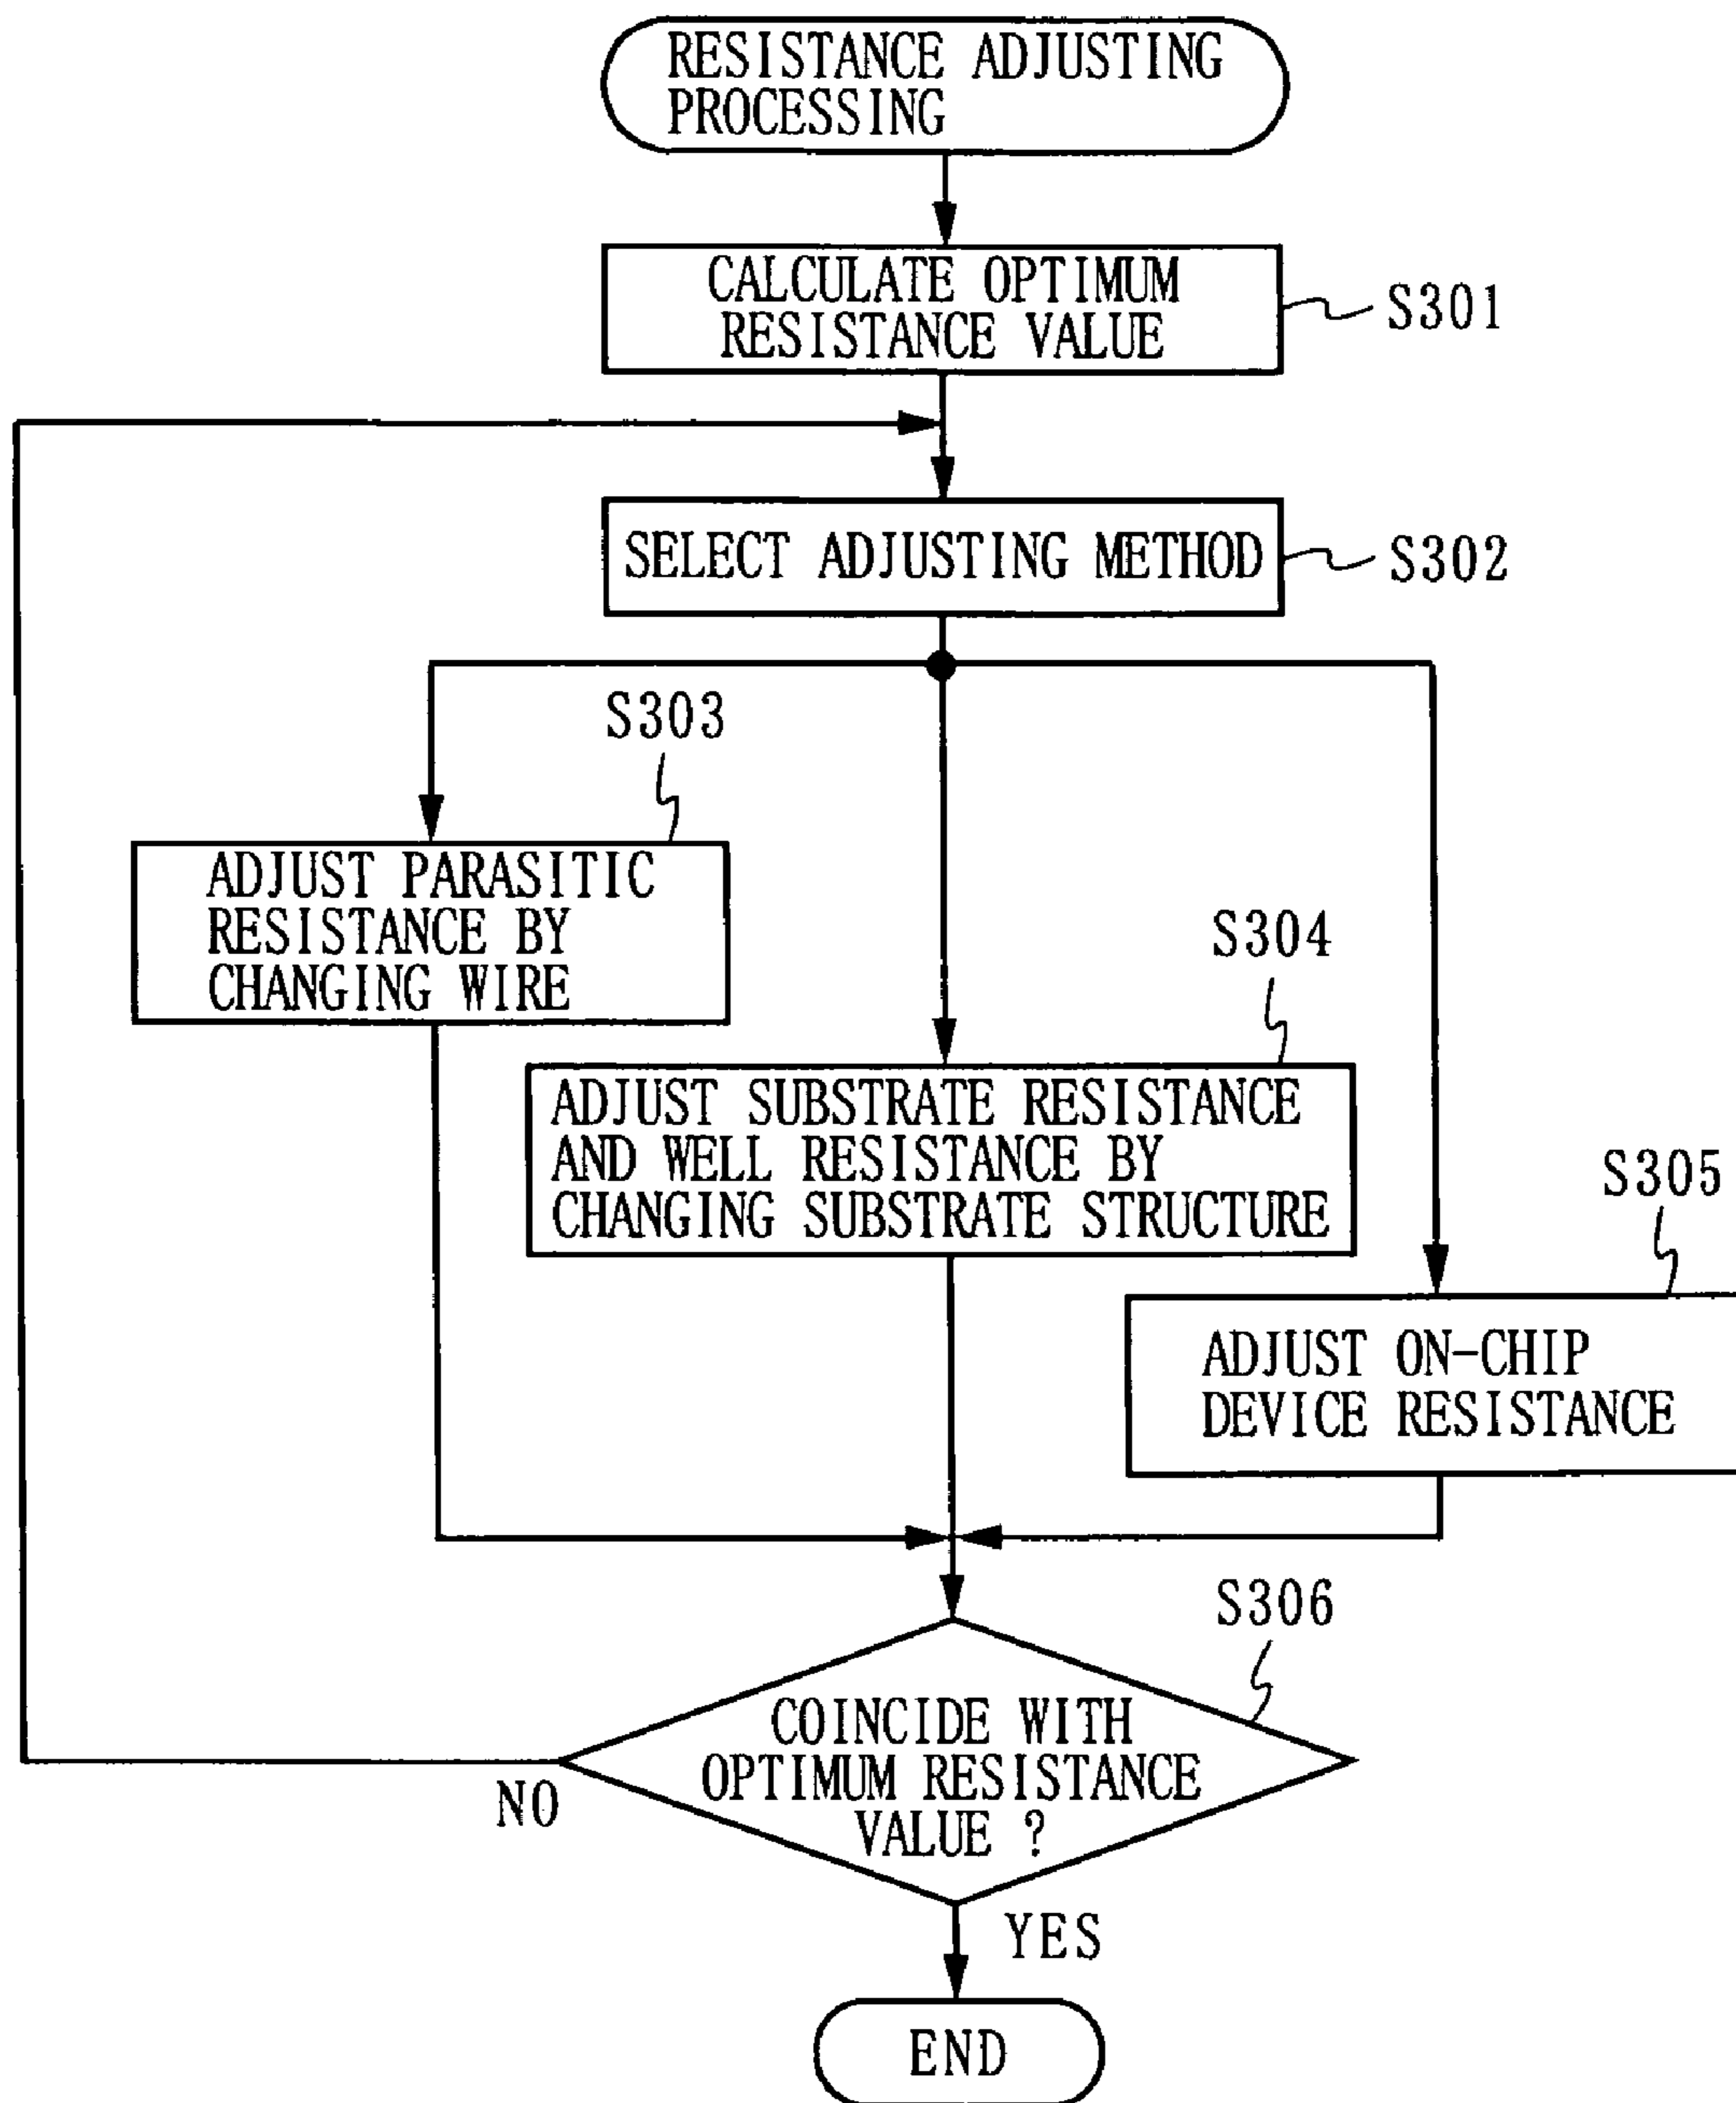 RESISTANCE ADJUSTING
PROCESSING
CALCULATE OPTIMUM
RESISTANCE VALUE
S301
SELECT ADJUSTING METHOD
S302
S303
ADJUST PARASITIC
RESISTANCE BY
CHANGING WIRE
S304
ADJUST SUBSTRATE RESISTANCE
AND WELL RESISTANCE BY
CHANGING SUBSTRATE STRUCTURE
S305
ADJUST ON-CHIP
DEVICE RESISTANCE
S306
COINCIDE WITH
OPTIMUM RESISTANCE
VALUE ?
NO
YES
END